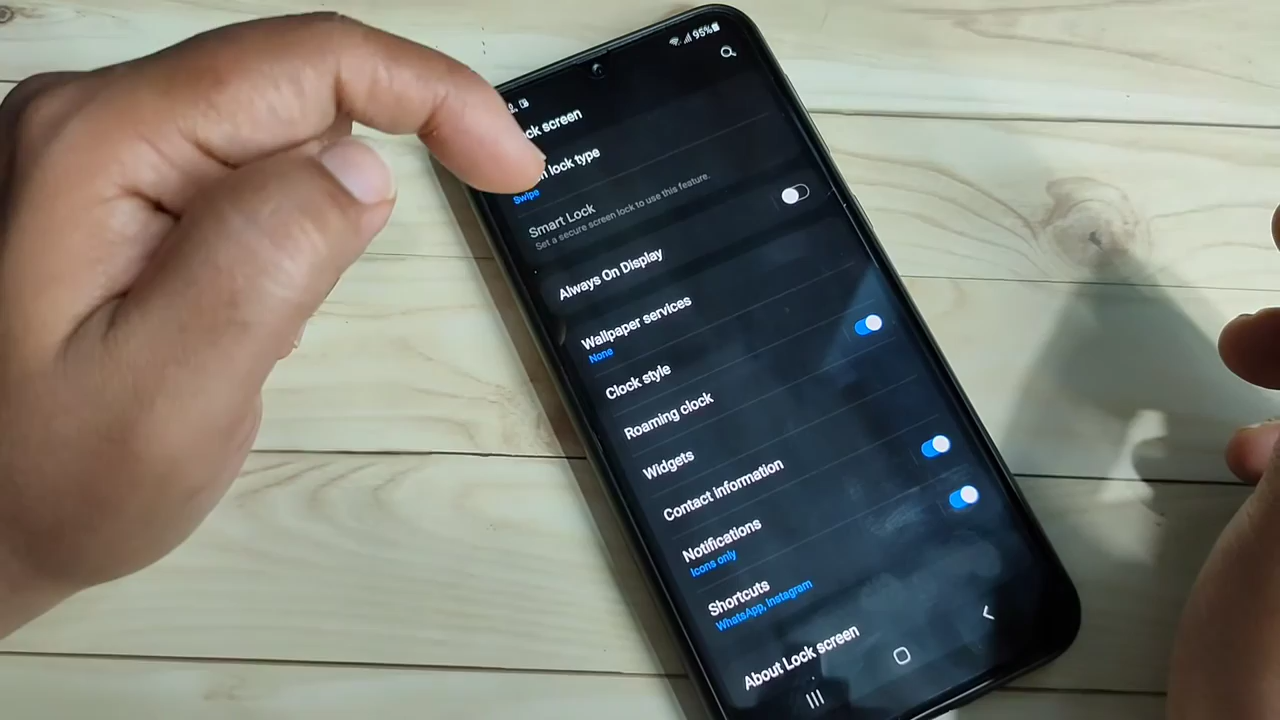 95%
ck screen
lock type
Swipe
Smart Lock
Set a secure screen lock to use this feature.
Always On Display
Wallpaper services
None
Clock style
Roaming clock
Widgets
Contact information
Notifications
Icons only
Shortcuts
WhatsApp, Instagram
About Lock screen